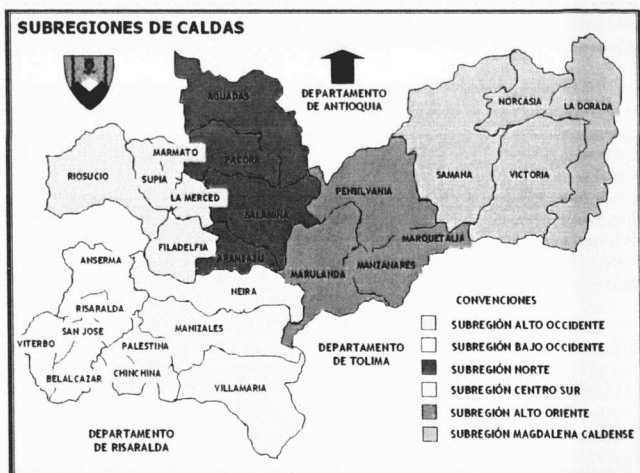 SUBREGIONES DE CALDAS
DEPARTAMENTO
DE ANTIOQUIA
AGUADAS
NORCASIA
LA DORADA
MARMATO
PACORA
RIOSUCIO
SUPIA
SAMANA
VICTORIA
LA MERCED
PENSILVANIA
SALAMINA
FILADELFIA
MARQUETALIA
ANSERMA
ARANZAZU
MARULANDA
MANZANARES
NEIRA
RISARALDA
SAN JOSE
MANIZALES
VITERBO
PALESTINA
BELALCAZAR
CHINCHINA
VILLAMARIA
DEPARTAMENTO
DE TOLIMA
DEPARTAMENTO
DE RISARALDA
CONVENCIONES
SUBREGIÓN ALTO OCCIDENTE
SUBREGIÓN BAJO OCCIDENTE
SUBREGIÓN NORTE
SUBREGIÓN CENTRO SUR
SUBREGIÓN ALTO ORIENTE
SUBREGIÓN MAGDALENA CALDENSE